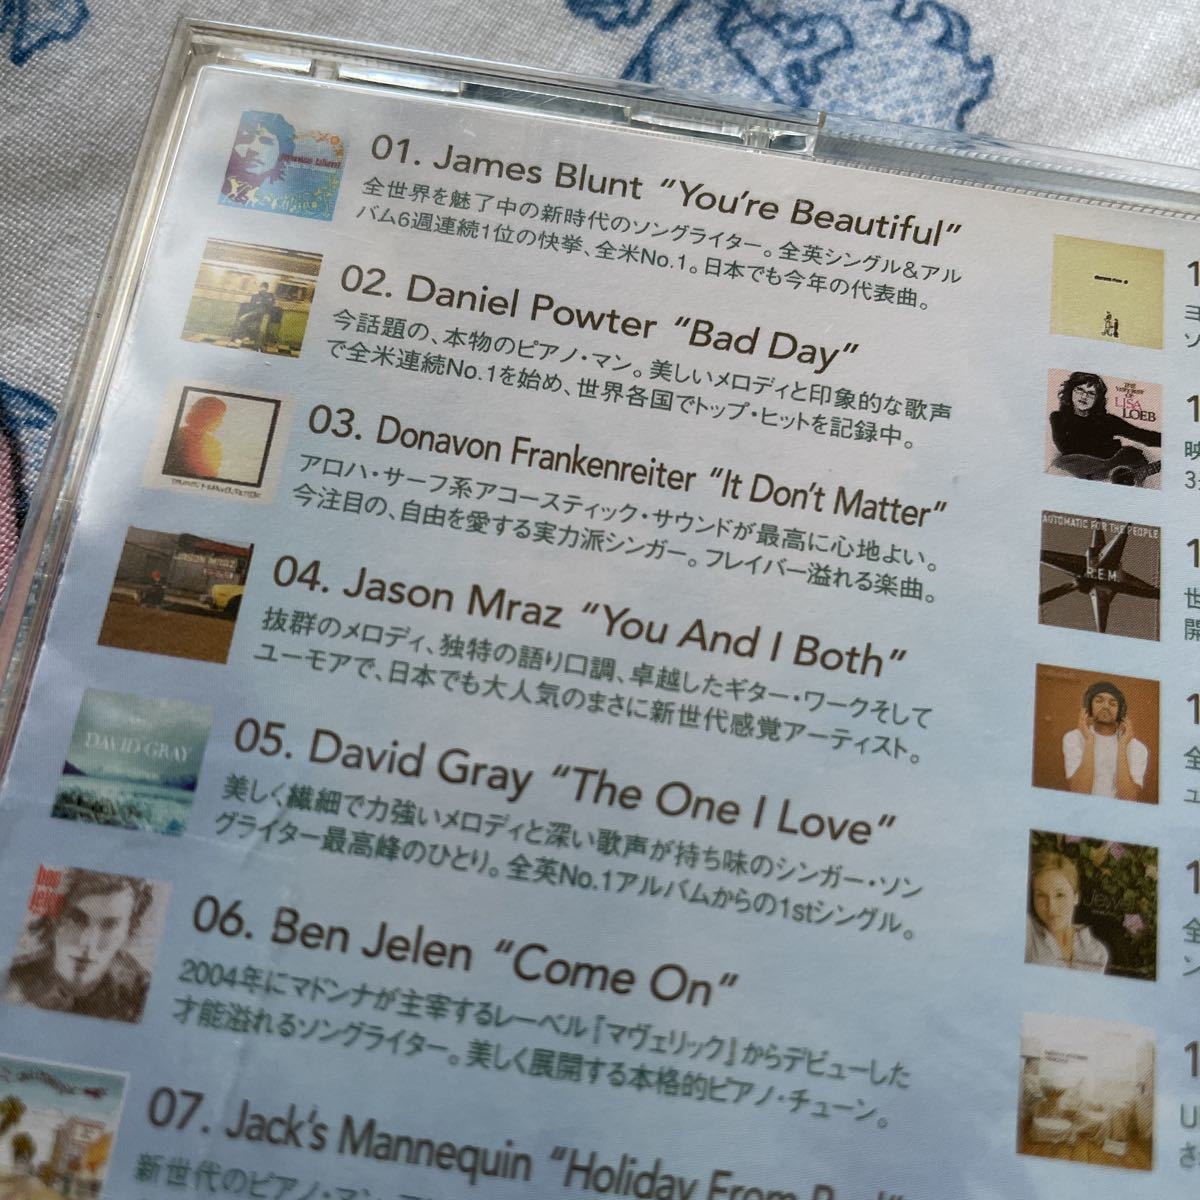 01. James Blunt “You're Beautiful”
全世界を魅了中の新時代のソングライター。全英シングル&アル
バム6週連続1位の快挙、全米No.1。日本でも今年の代表曲。
02. Daniel Powter “Bad Day”
今話題の、本物のピアノ・マン。美しいメロディと印象的な歌声
で全米連続No.1を始め、世界各国でトップ・ヒットを記録中。
03. Donavon Frankenreiter “It Don't Matter”
アロハ・サーフ系アコースティック・サウンドが最高に心地よい。
今注目の、自由を愛する実力派シンガー。フレイバー溢れる楽曲。
04. Jason Mraz “You And I Both”
抜群のメロディ、独特の語り口調、卓越したギター・ワークそして
ユーモアで、日本でも大人気のまさに新世代感覚アーティスト。
DAVID GRAY
05. David Gray “The One I Love”
美しく繊細で力強いメロディと深い歌声が持ち味のシンガー・ソン
グライター最高峰のひとり。全英No.1アルバムからの1stシングル。
06. Ben Jelen “Come On”
2004年にマドンナが主宰するレーベル『マヴェリック』からデビューした
才能溢れるソングライター。美しく展開する本格的ピアノ・チューン。
07. Jack's Mannequin “Holiday From
新世代のピアノ・マン
LISA
LOEB
AUTOMATIC FOR THE PEOPLE
R.E.M.
Jewel